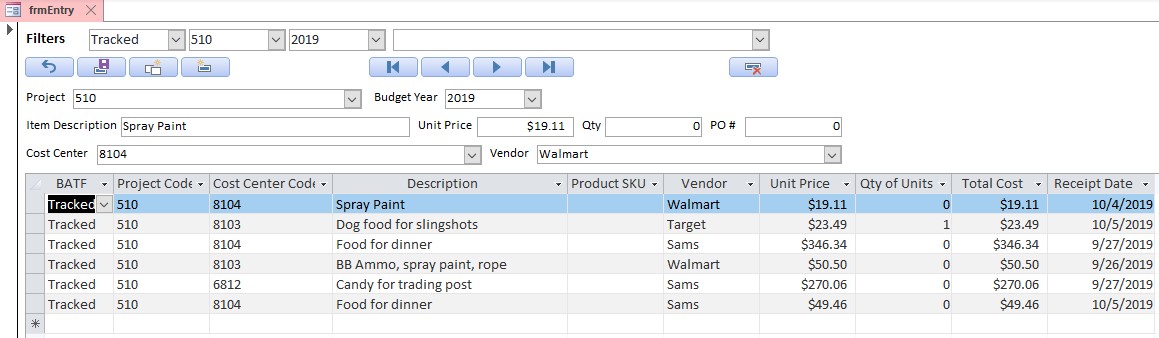 frmEntry
Filters Tracked 510 2019
Project 510 Budget Year 2019
Item Description Spray Paint Unit Price $19.11 Qty 0 PO # 0
Cost Center 8104 Vendor Walmart
BATF Project Code Cost Center Code Description Product SKU Vendor Unit Price Qty of Units Total Cost Receipt Date
Tracked 510 8104 Spray Paint Walmart $19.11 0 $19.11 10/4/2019
Tracked 510 8103 Dog food for slingshots Target $23.49 1 $23.49 10/5/2019
Tracked 510 8104 Food for dinner Sams $346.34 0 $346.34 9/27/2019
Tracked 510 8103 BB Ammo, spray paint, rope Walmart $50.50 0 $50.50 9/26/2019
Tracked 510 6812 Candy for trading post Sams $270.06 0 $270.06 9/27/2019
Tracked 510 8104 Food for dinner Sams $49.46 0 $49.46 10/5/2019